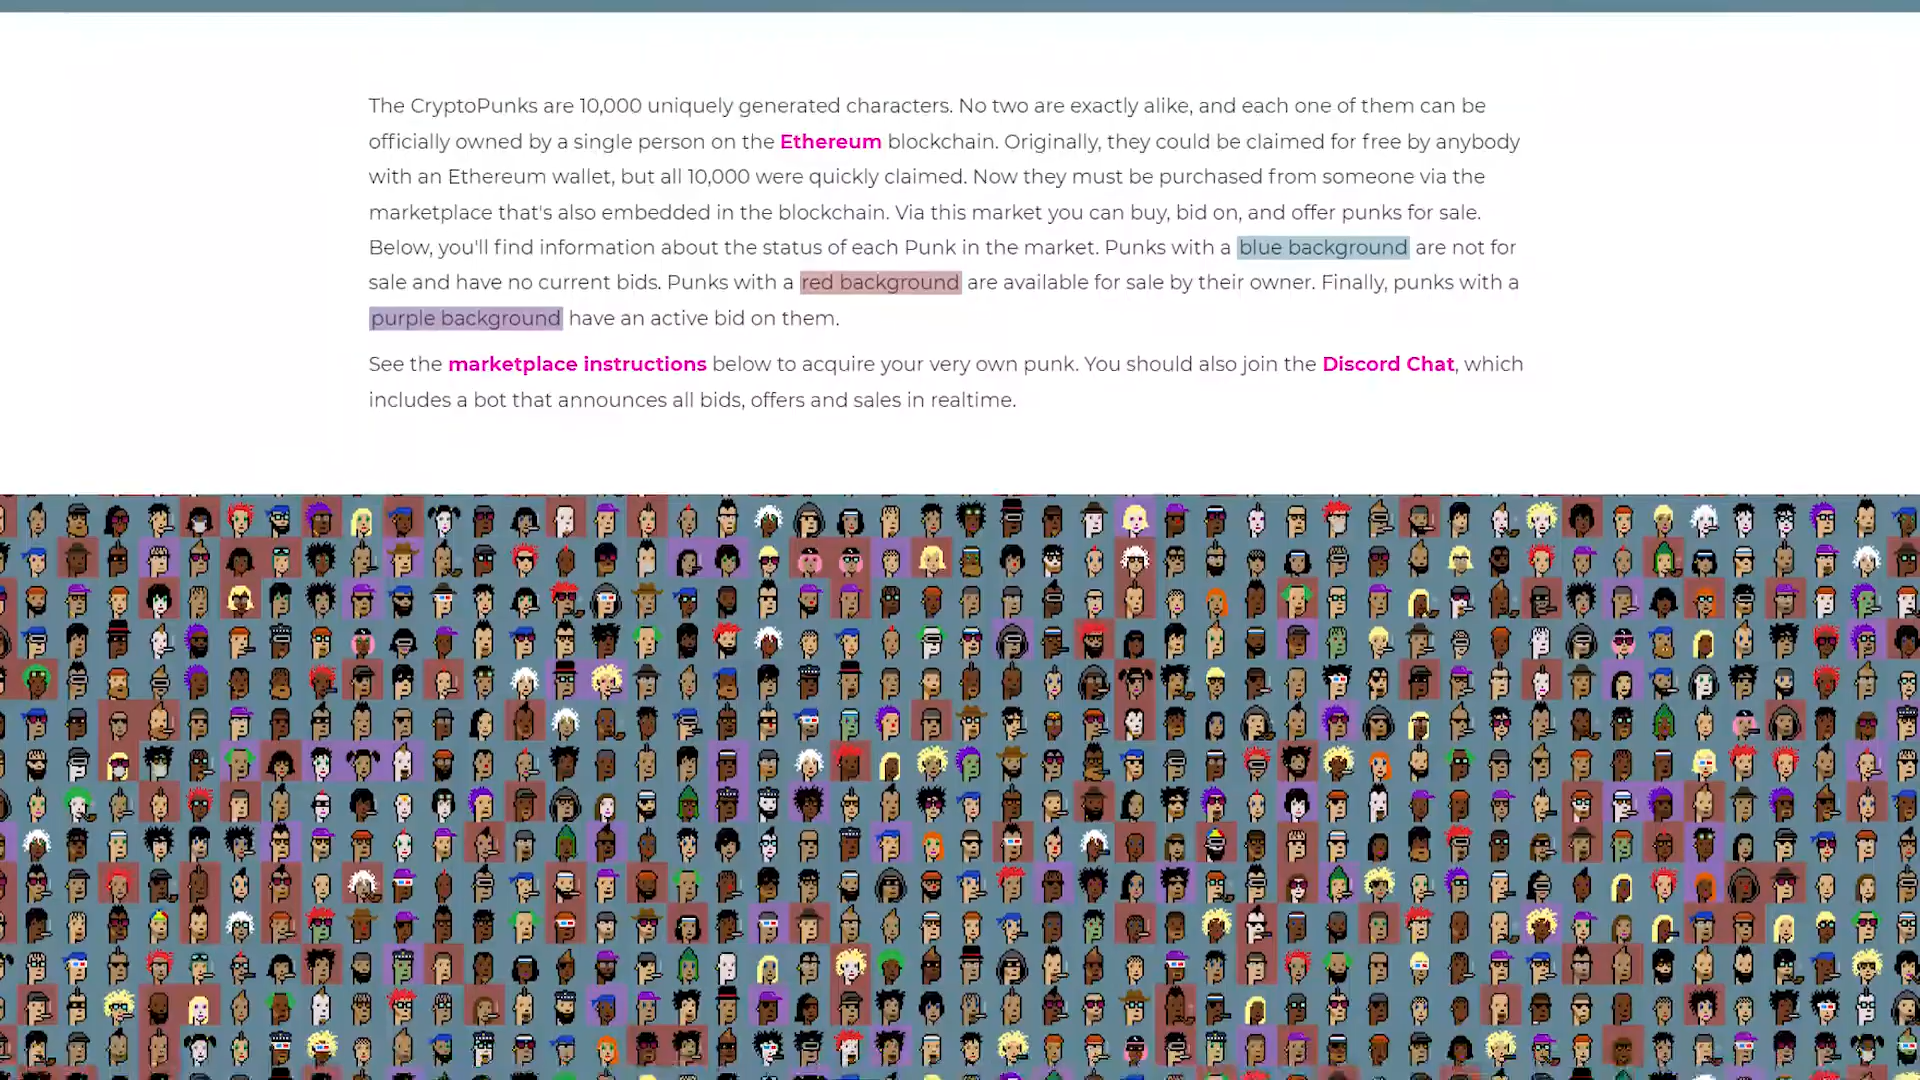 The CryptoPunks are 10,000 uniquely generated characters. No two are exactly alike, and each one of them can be
officially owned by a single person on the Ethereum blockchain. Originally, they could be claimed for free by anybody
with an Ethereum wallet, but all 10,000 were quickly claimed. Now they must be purchased from someone via the
marketplace that's also embedded in the blockchain. Via this market you can buy, bid on, and offer punks for sale.
Below, you'll find information about the status of each Punk in the market. Punks with a blue background are not for
sale and have no current bids. Punks with a red background are available for sale by their owner. Finally, punks with a
purple background have an active bid on them.
See the marketplace instructions below to acquire your very own punk. You should also join the Discord Chat, which
includes a bot that announces all bids, offers and sales in realtime.